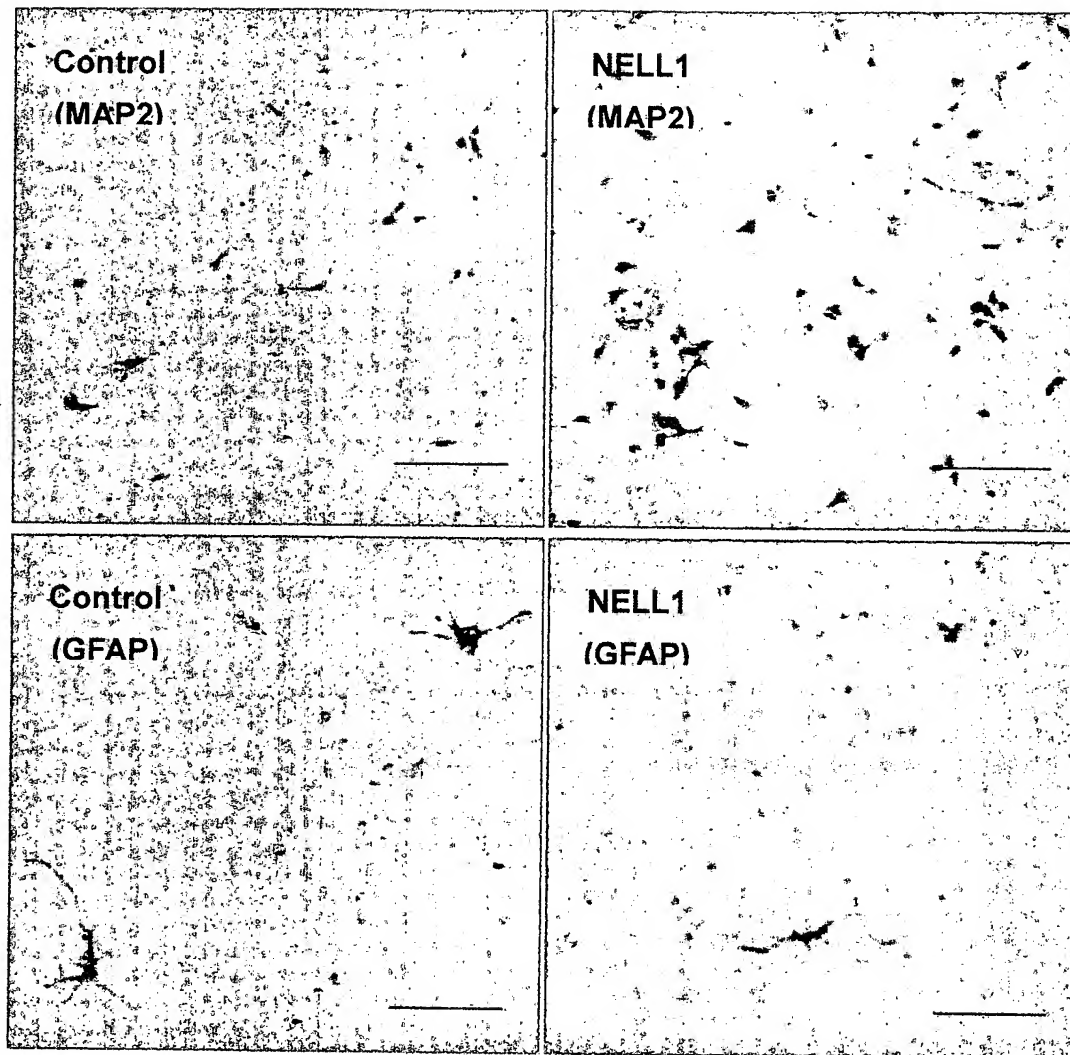 Control
(MAP2)
NELL1
(MAP2)
Control
(GFAP)
NELL1
(GFAP)